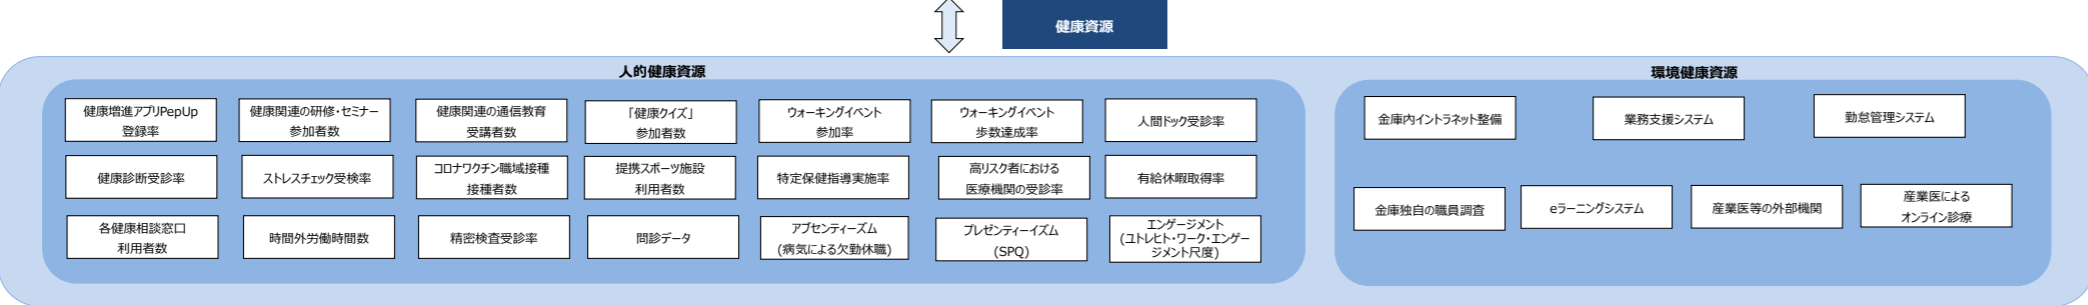 健康資源
人的健康資源
健康増進アプリPepUp
登録率
健康関連の研修・セミナー
参加者数
健康関連の通信教育
受講者数
「健康クイズ」
参加者数
ウォーキングイベント
参加率
ウォーキングイベント
歩数達成率
人間ドック受診率
健康診断受診率
ストレスチェック受検率
コロナワクチン職域接種
接種者数
提携スポーツ施設
利用者数
特定保健指導実施率
高リスク者における
医療機関の受診率
有給休暇取得率
各健康相談窓口
利用者数
時間外労働時間数
精密検査受診率
問診データ
アブセンティーズム
(病気による欠勤休職)
プレゼンティーイズム
(SPQ)
エンゲージメント
(ユトレヒト・ワーク・エンゲー
ジメント尺度)
環境健康資源
金庫内イントラネット整備
業務支援システム
勤怠管理システム
金庫独自の職員調査
eラーニングシステム
産業医等の外部機関
産業医による
オンライン診療